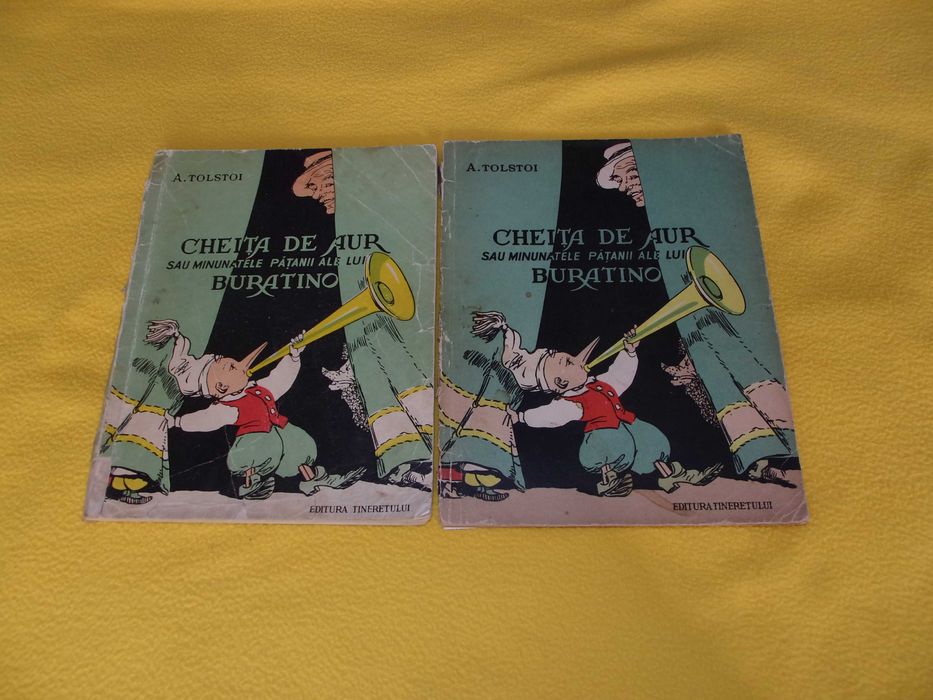 A. TOLSTOI
CHEIȚA DE AUR
SAU MINUNATELE PĂȚANII ALE LUI
BURATINO
EDITURA TINERETULUI
A. TOLSTOI
CHEIȚA DE AUR
SAU MINUNATELE PĂȚANII ALE LUI
BURATINO
EDITURA TINERETULUI